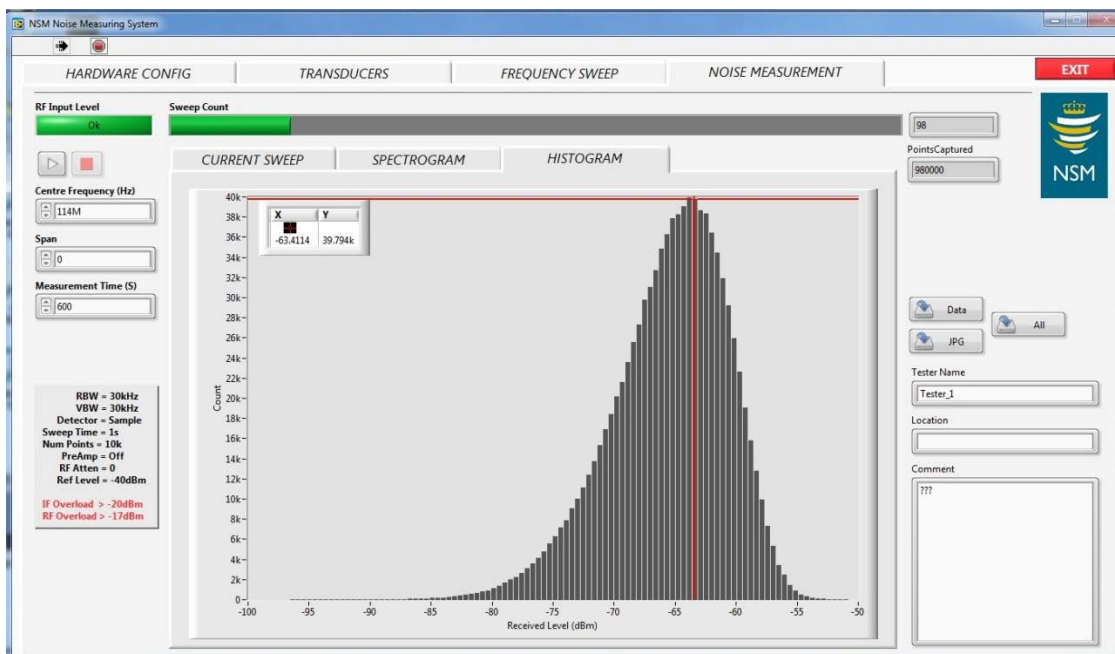 NSM Noise Measuring System
HARDWARE CONFIG
TRANSDUCERS
FREQUENCY SWEEP
NOISE MEASUREMENT
EXIT
RF Input Level
Ok
Sweep Count
98
PointsCaptured
980000
NSM
CURRENT SWEEP
SPECTROGRAM
HISTOGRAM
Centre Frequency (Hz)
114M
Span
0
Measurement Time (S)
600
RBW = 30kHz
VBW = 30kHz
Detector = Sample
Sweep Time = 1s
Num Points = 10k
PreAmp = Off
RF Atten = 0
Ref Level = -40dBm
IF Overload > -20dBm
RF Overload > -17dBm
X Y
-63.4114 39.794k
Count
40k
38k
36k
34k
32k
30k
28k
26k
24k
22k
20k
18k
16k
14k
12k
10k
8k
6k
4k
2k
0
-100 -95 -90 -85 -80 -75 -70 -65 -60 -55 -50
Received Level (dBm)
Data
JPG
All
Tester Name
Tester_1
Location
Comment
???